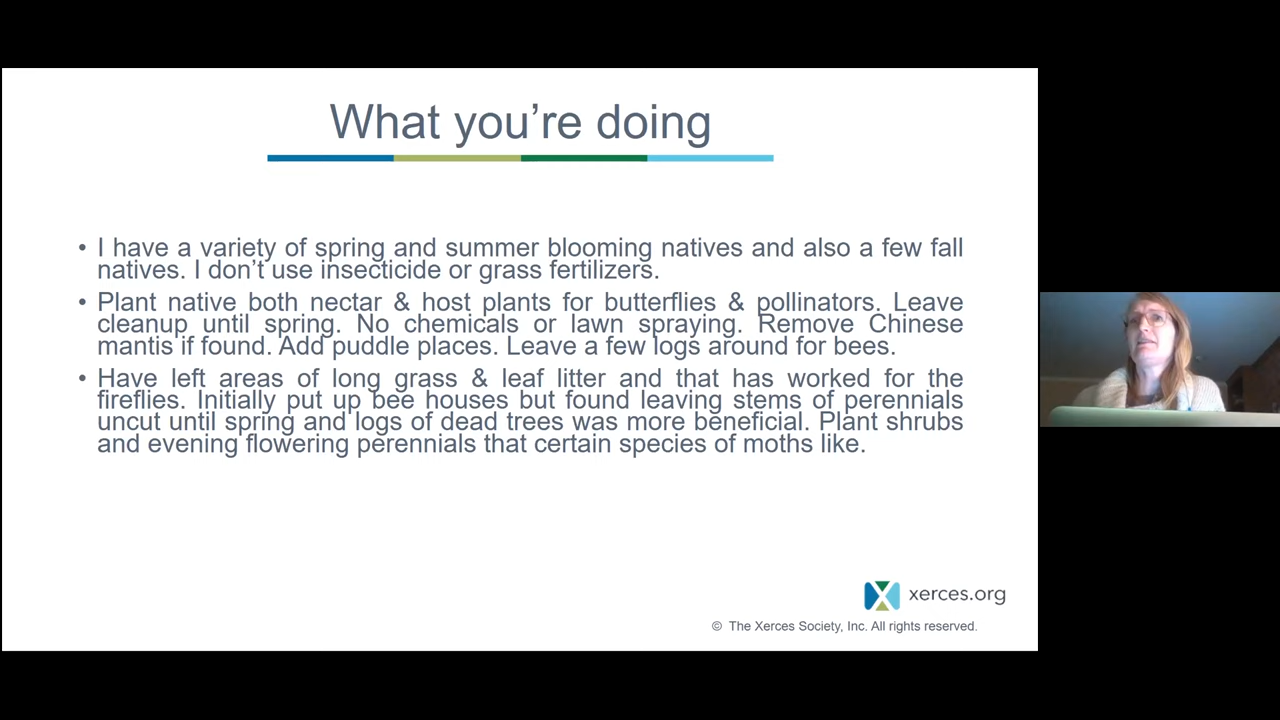 What you're doing
• I have a variety of spring and summer blooming natives and also a few fall
natives. I don't use insecticide or grass fertilizers.
• Plant native both nectar & host plants for butterflies & pollinators. Leave
cleanup until spring. No chemicals or lawn spraying. Remove Chinese
mantis if found. Add puddle places. Leave a few logs around for bees.
• Have left areas of long grass & leaf litter and that has worked for the
fireflies. Initially put up bee houses but found leaving stems of perennials
uncut until spring and logs of dead trees was more beneficial. Plant shrubs
and evening flowering perennials that certain species of moths like.
xerces.org
© The Xerces Society, Inc. All rights reserved.